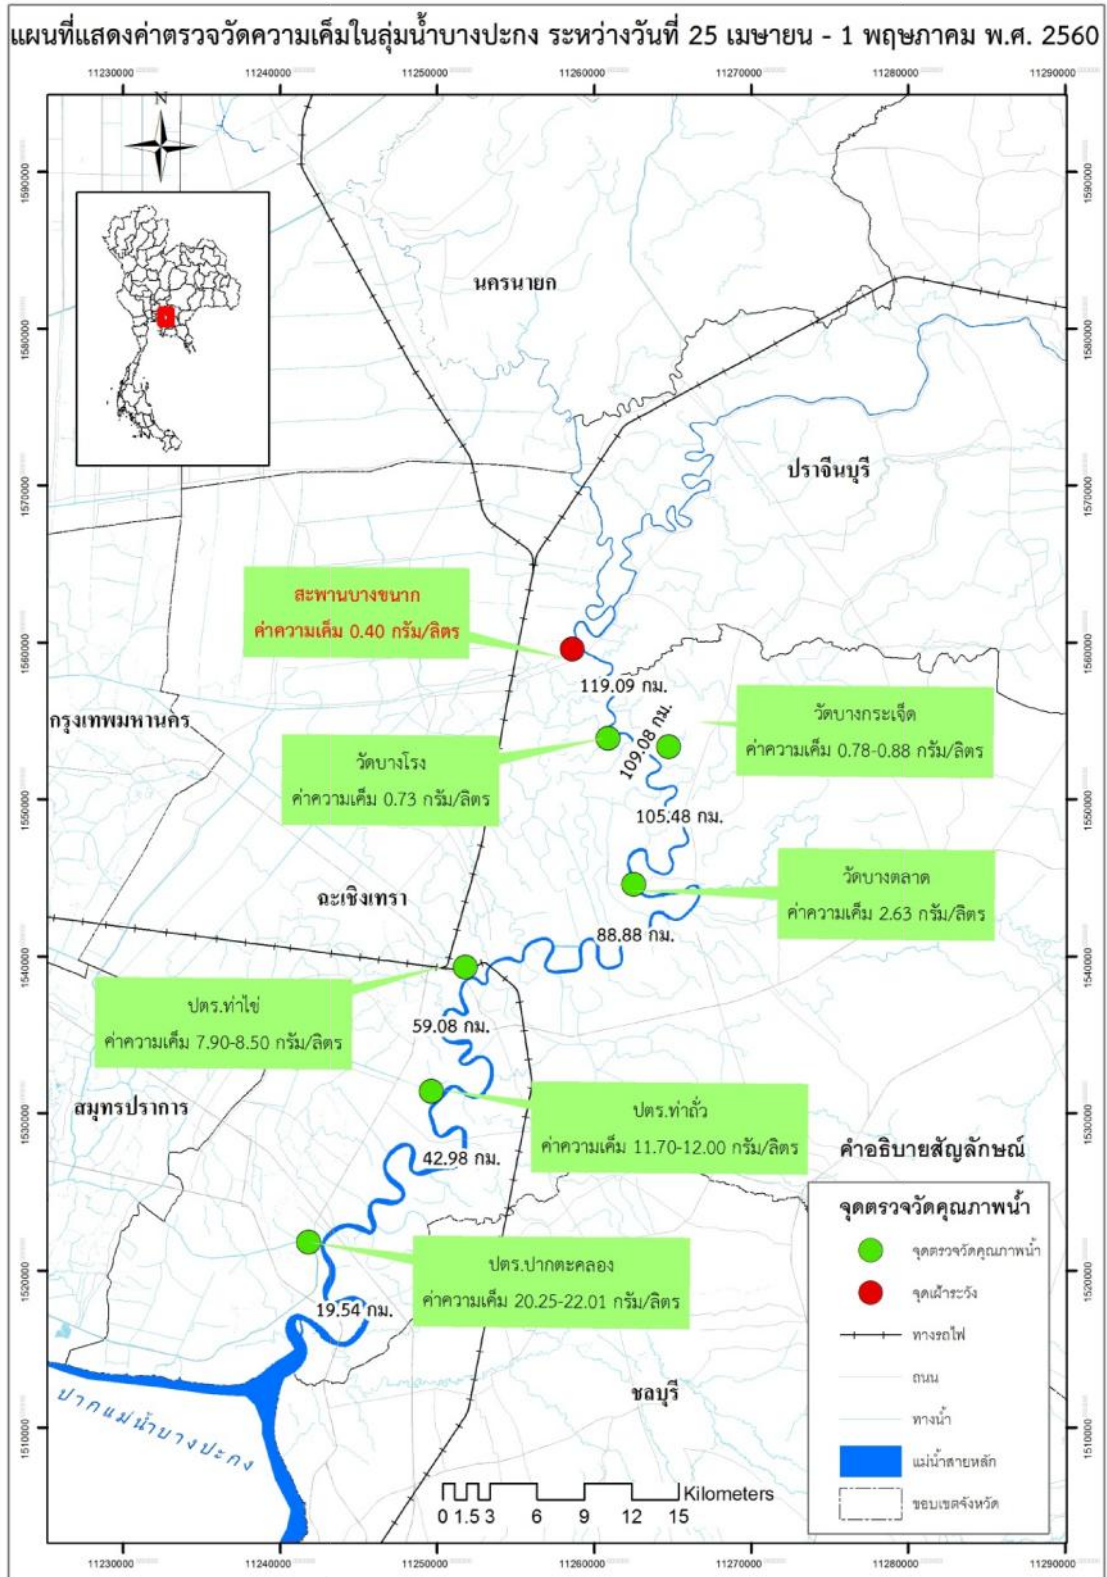 แผนที่แสดงค่าตรวจวัดความเค็มในลุ่มน้ำบางปะกง ระหว่างวันที่ 25 เมษายน - 1 พฤษภาคม พ.ศ. 2560
11230000 11240000 11250000 11260000 11270000 11280000 11290000
N
1590000 1590000
นครนายก
1580000 1580000
ปราจีนบุรี
1570000 1570000
สะพานบางขนาก
ค่าความเค็ม 0.40 กรัม/ลิตร
1560000 1560000
119.09 กม.
กรุงเทพมหานคร
วัดบางกระเจ็ด
ค่าความเค็ม 0.78-0.88 กรัม/ลิตร
109.08 กม.
วัดบางโรง
ค่าความเค็ม 0.73 กรัม/ลิตร
1550000 1550000
105.48 กม.
วัดบางตลาด
ค่าความเค็ม 2.63 กรัม/ลิตร
ฉะเชิงเทรา
88.88 กม.
1540000 1540000
ปตร.ท่าไข่
ค่าความเค็ม 7.90-8.50 กรัม/ลิตร
59.08 กม.
สมุทรปราการ
1530000 1530000
ปตร.ท่าถั่ว
ค่าความเค็ม 11.70-12.00 กรัม/ลิตร
42.98 กม.
ปตร.ปากตะคลอง
ค่าความเค็ม 20.25-22.01 กรัม/ลิตร
1520000 1520000
19.54 กม.
ชลบุรี
ปากแม่น้ำบางปะกง
1510000 1510000
คำอธิบายสัญลักษณ์
จุดตรวจวัดคุณภาพน้ำ
จุดตรวจวัดคุณภาพน้ำ
จุดเฝ้าระวัง
ทางรถไฟ
ถนน
ทางน้ำ
แม่น้ำสายหลัก
ขอบเขตจังหวัด
Kilometers
0 1.5 3 6 9 12 15
11230000 11240000 11250000 11260000 11270000 11280000 11290000